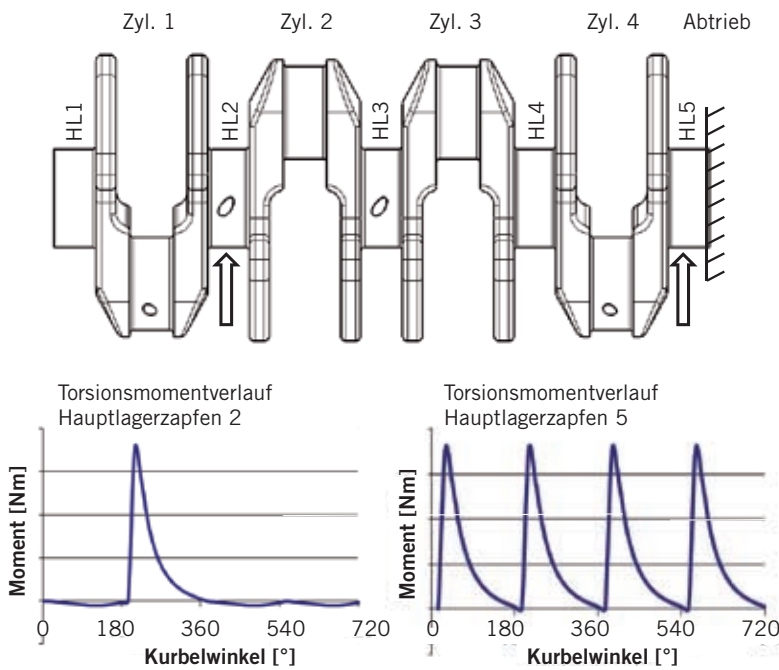 Zyl. 1 Zyl. 2 Zyl. 3 Zyl. 4 Abtrieb
HL1 HL2 HL3 HL4 HL5
Torsionsmomentverlauf
Hauptlagerzapfen 2
Moment [Nm]
0 180 360 540 720
Kurbelwinkel [°]
Torsionsmomentverlauf
Hauptlagerzapfen 5
Moment [Nm]
0 180 360 540 720
Kurbelwinkel [°]